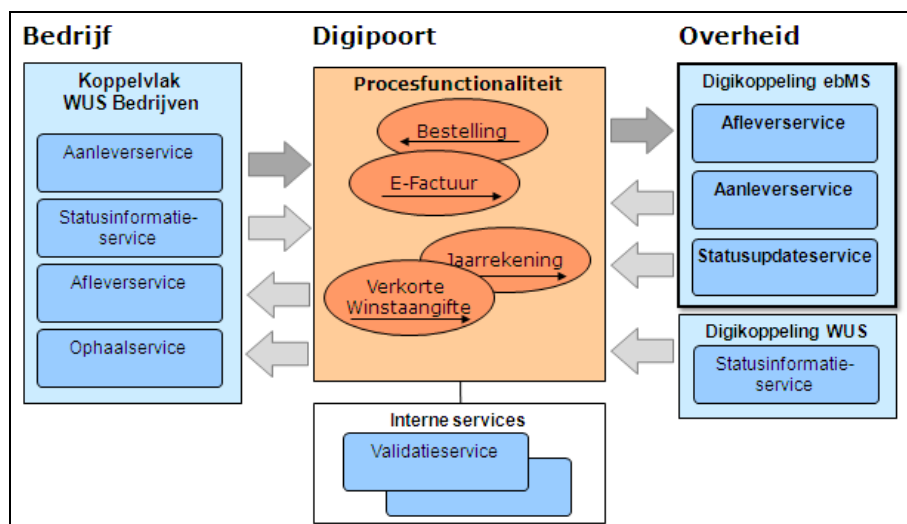 Bedrijf
Digipoort
Overheid
Koppelvlak
WUS Bedrijven
Aanleverservice
Statusinformatie-
service
Afleverservice
Ophaalservice
Procesfunctionaliteit
Bestelling
E-Factuur
Jaarrekening
Verkorte
Winstaangifte
Interne services
Validatieservice
Digikoppeling ebMS
Afleverservice
Aanleverservice
Statusupdateservice
Digikoppeling WUS
Statusinformatie-
service